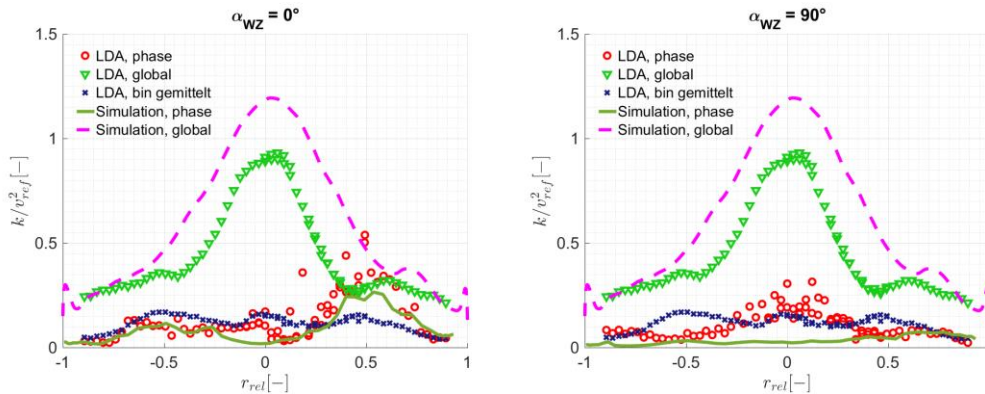 α_WZ = 0°
1.5
1
0.5
0
k/v²_ref[−]
LDA, phase
LDA, global
LDA, bin gemittelt
Simulation, phase
Simulation, global
-1
-0.5
0
0.5
1
r_rel[−]
α_WZ = 90°
1.5
1
0.5
0
k/v²_ref[−]
LDA, phase
LDA, global
LDA, bin gemittelt
Simulation, phase
Simulation, global
-1
-0.5
0
0.5
r_rel[−]